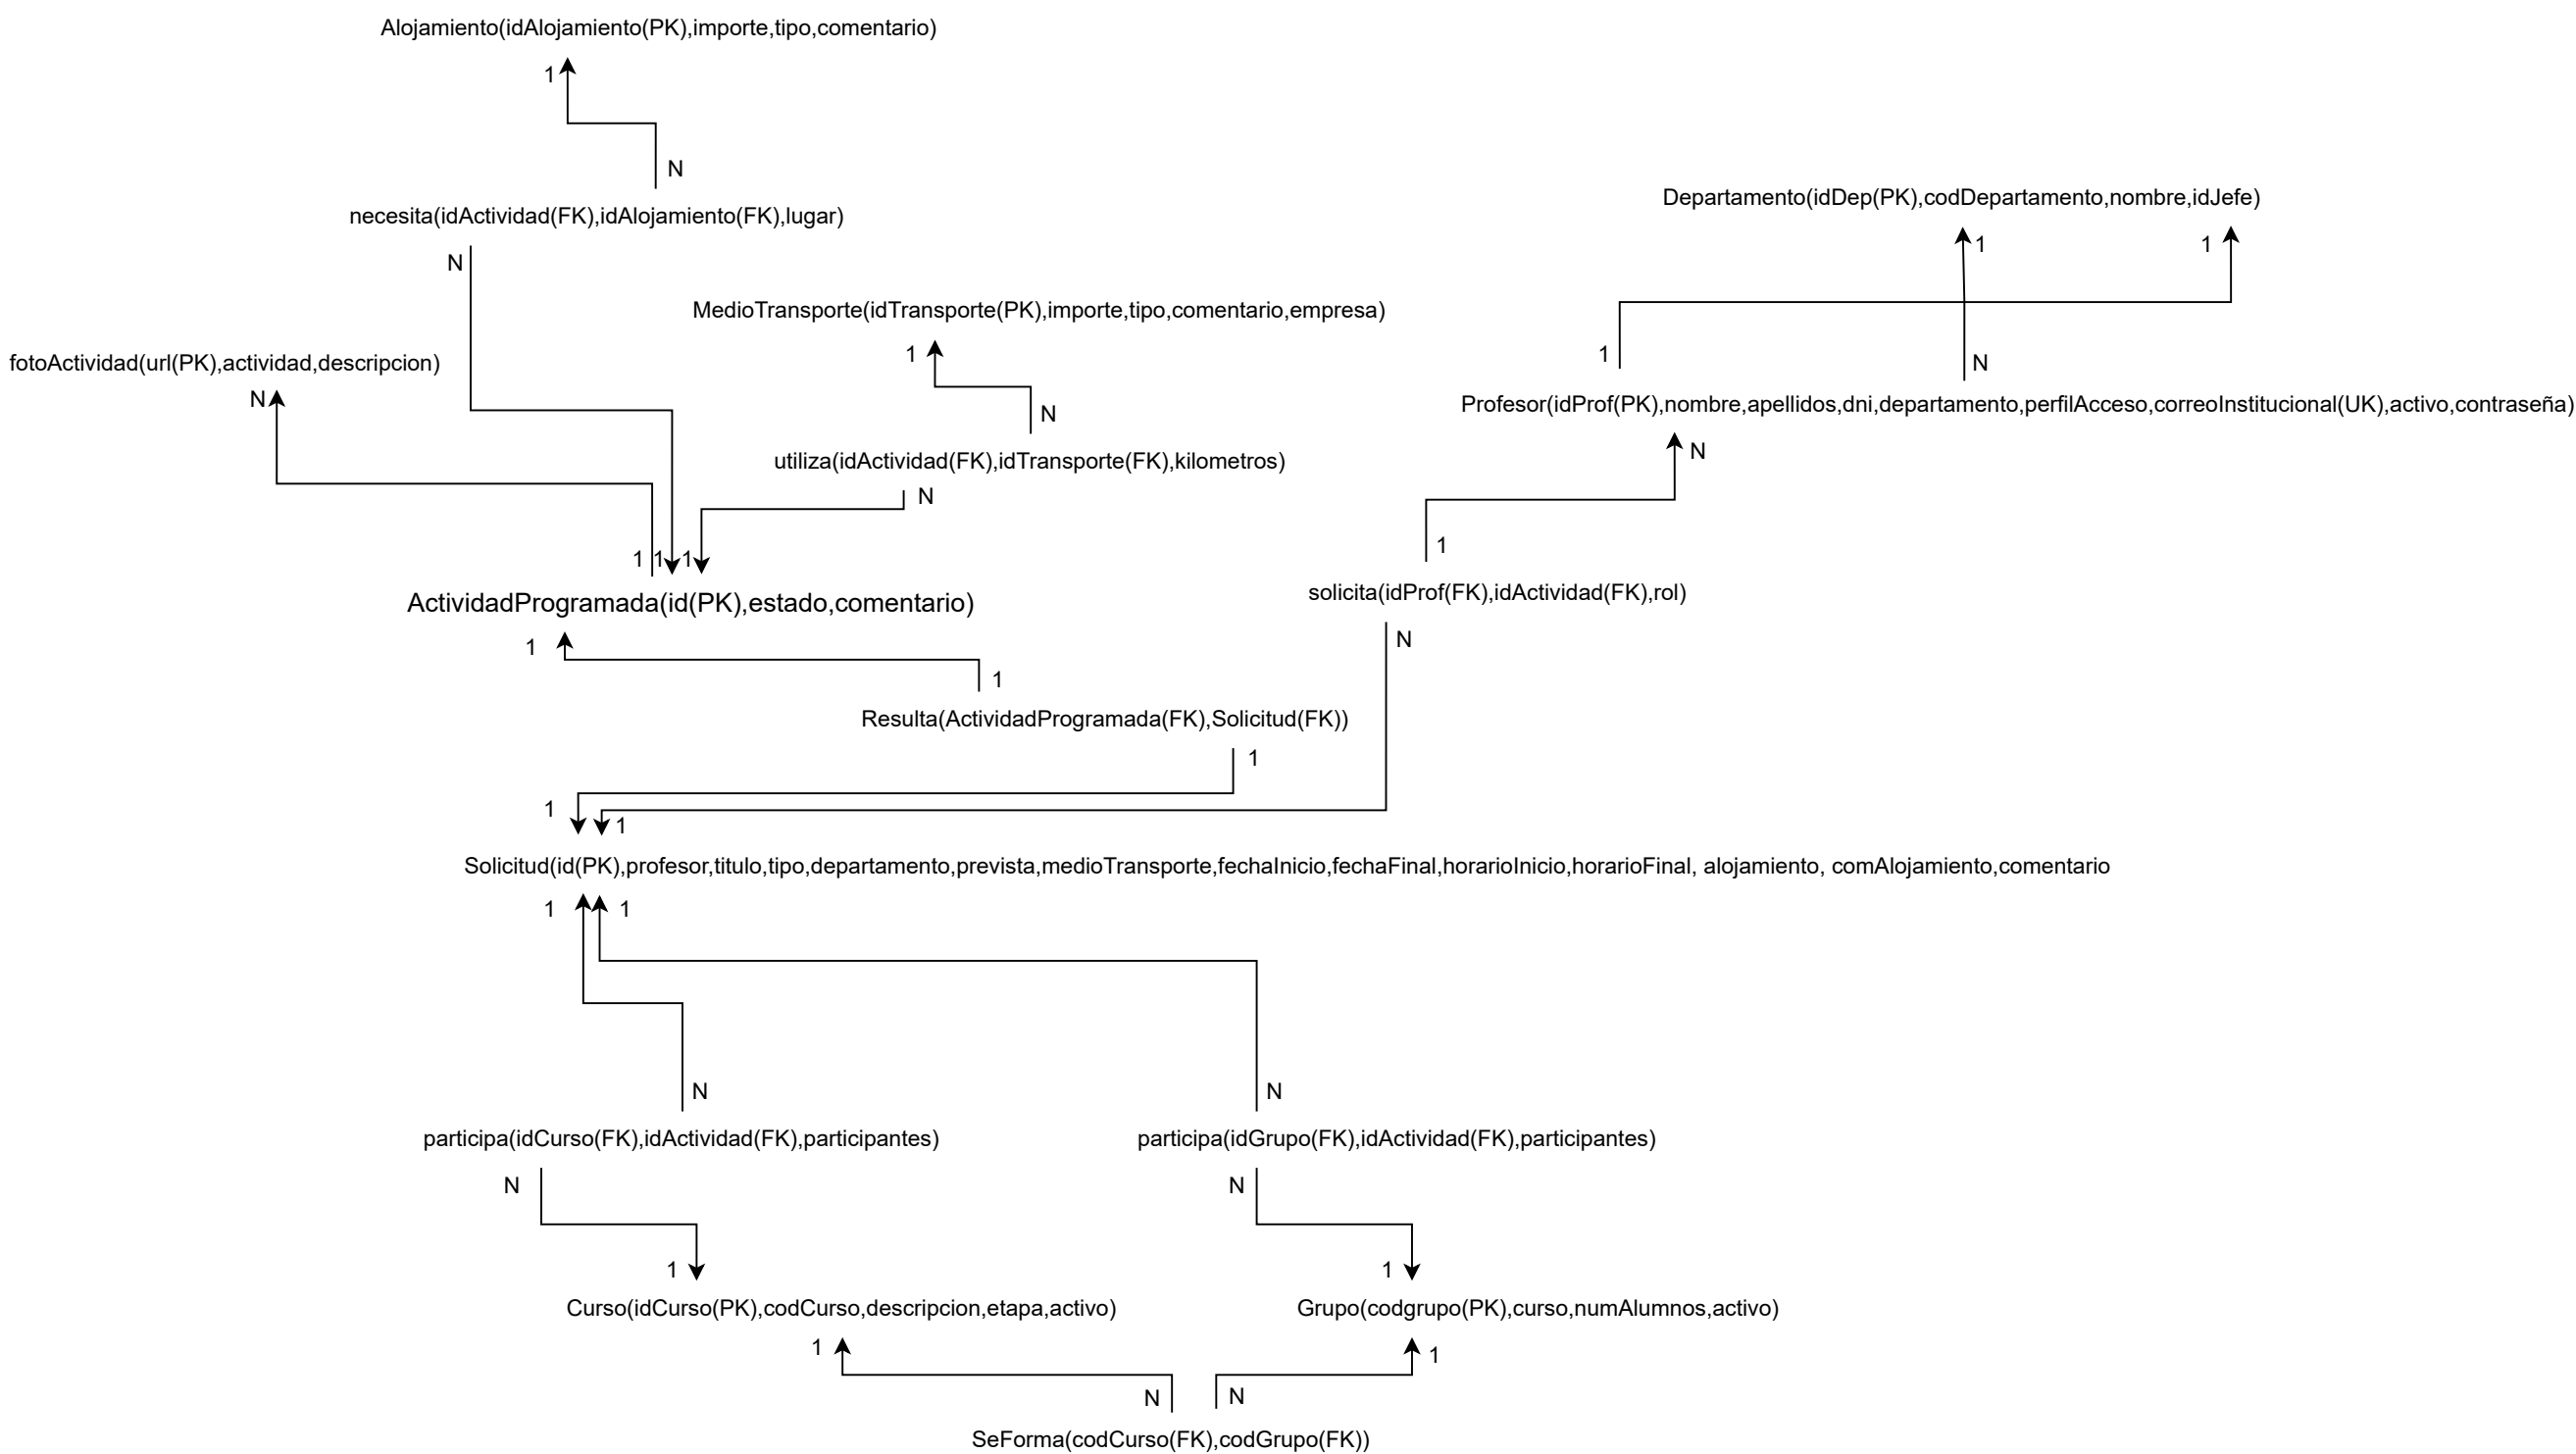 Alojamiento(idAlojamiento(PK),importe,tipo,comentario)
1
N
necesita(idActividad(FK),idAlojamiento(FK),lugar)
N
Departamento(idDep(PK),codDepartamento,nombre,idJefe)
1
1
MedioTransporte(idTransporte(PK),importe,tipo,comentario,empresa)
1
N
1
N
fotoActividad(url(PK),actividad,descripcion)
N
Profesor(idProf(PK),nombre,apellidos,dni,departamento,perfilAcceso,correoInstitucional(UK),activo,contraseña)
N
utiliza(idActividad(FK),idTransporte(FK),kilometros)
N
1
1
1
1
ActividadProgramada(id(PK),estado,comentario)
solicita(idProf(FK),idActividad(FK),rol)
1
N
1
Resulta(ActividadProgramada(FK),Solicitud(FK))
1
1
1
Solicitud(id(PK),profesor,titulo,tipo,departamento,prevista,medioTransporte,fechaInicio,fechaFinal,horarioInicio,horarioFinal, alojamiento, comAlojamiento,comentario
1
1
N
N
participa(idCurso(FK),idActividad(FK),participantes)
participa(idGrupo(FK),idActividad(FK),participantes)
N
N
1
1
Curso(idCurso(PK),codCurso,descripcion,etapa,activo)
Grupo(codgrupo(PK),curso,numAlumnos,activo)
1
1
N
N
SeForma(codCurso(FK),codGrupo(FK))